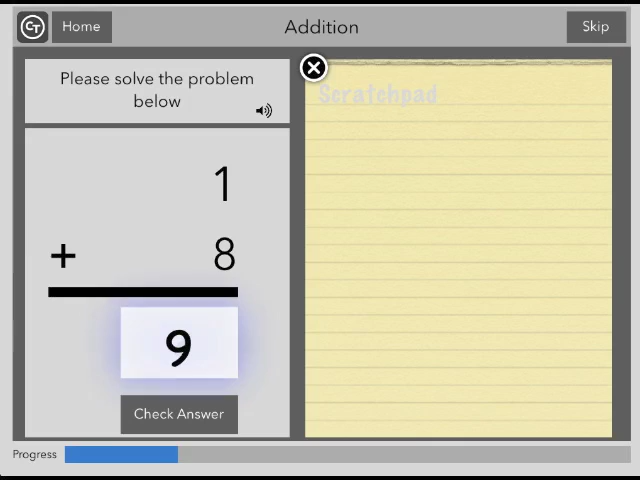 CT Home Addition Skip
Please solve the problem
below
Scratchpad
1
+ 8
9
Check Answer
Progress